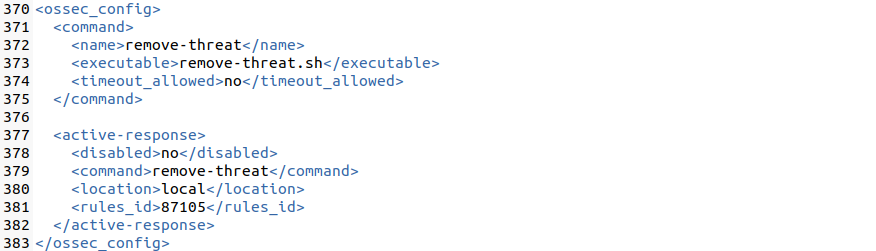 370 <ossec_config>
371   <command>
372     <name>remove-threat</name>
373     <executable>remove-threat.sh</executable>
374     <timeout_allowed>no</timeout_allowed>
375   </command>
376
377   <active-response>
378     <disabled>no</disabled>
379     <command>remove-threat</command>
380     <location>local</location>
381     <rules_id>87105</rules_id>
382   </active-response>
383 </ossec_config>